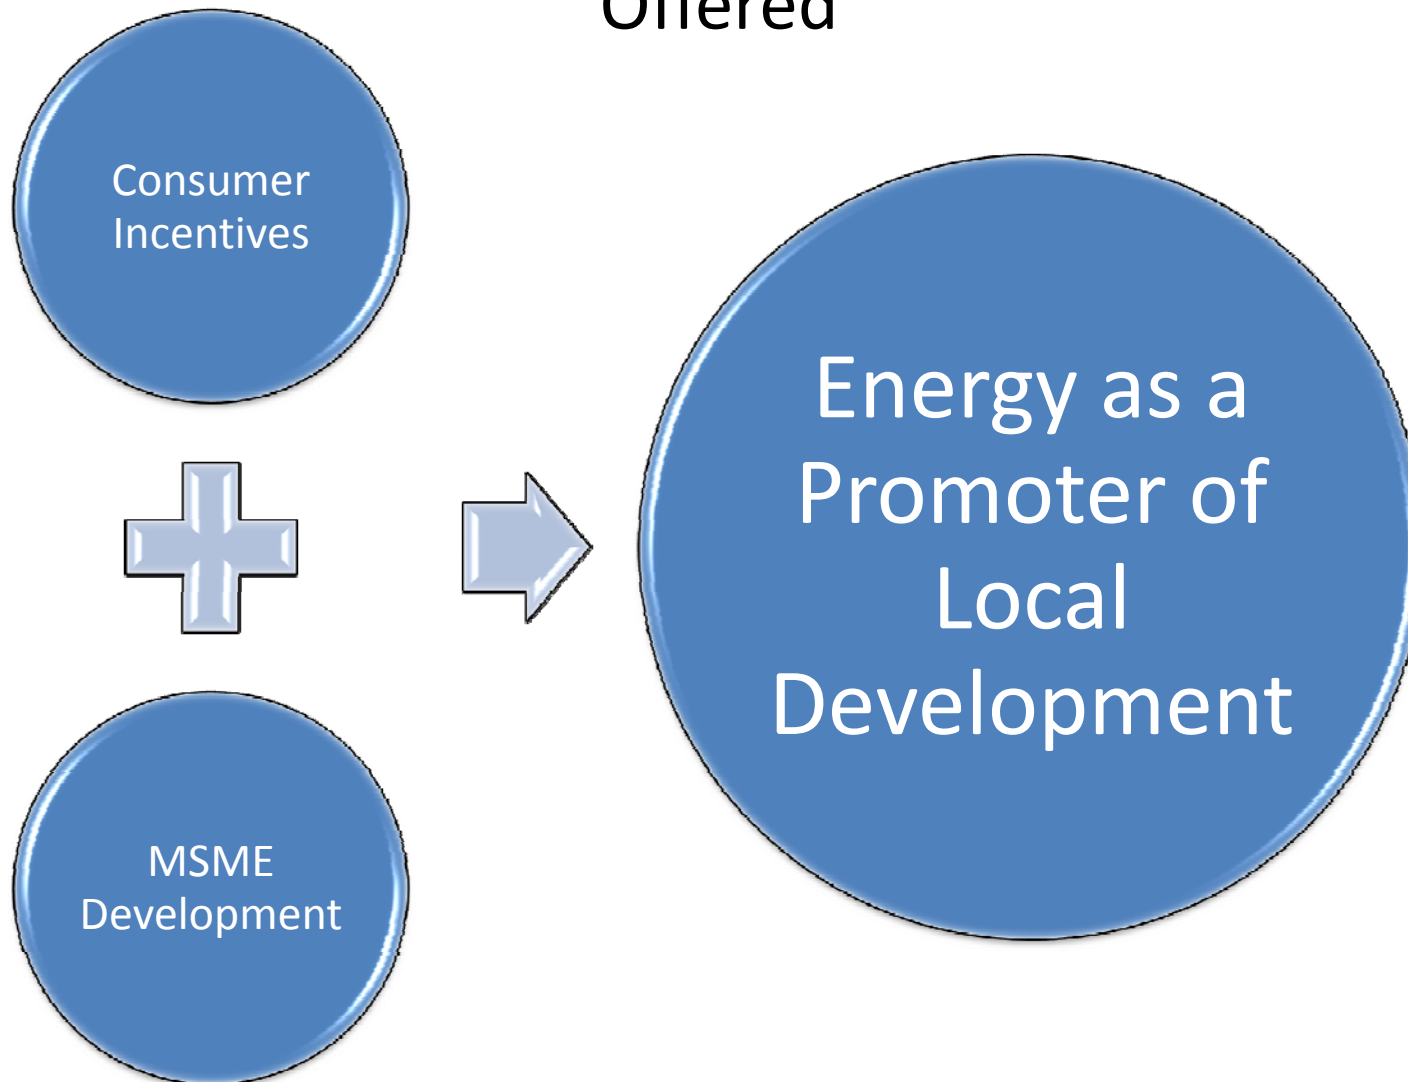 Offered
Consumer
Incentives
Energy as a
Promoter of
Local
Development
MSME
Development